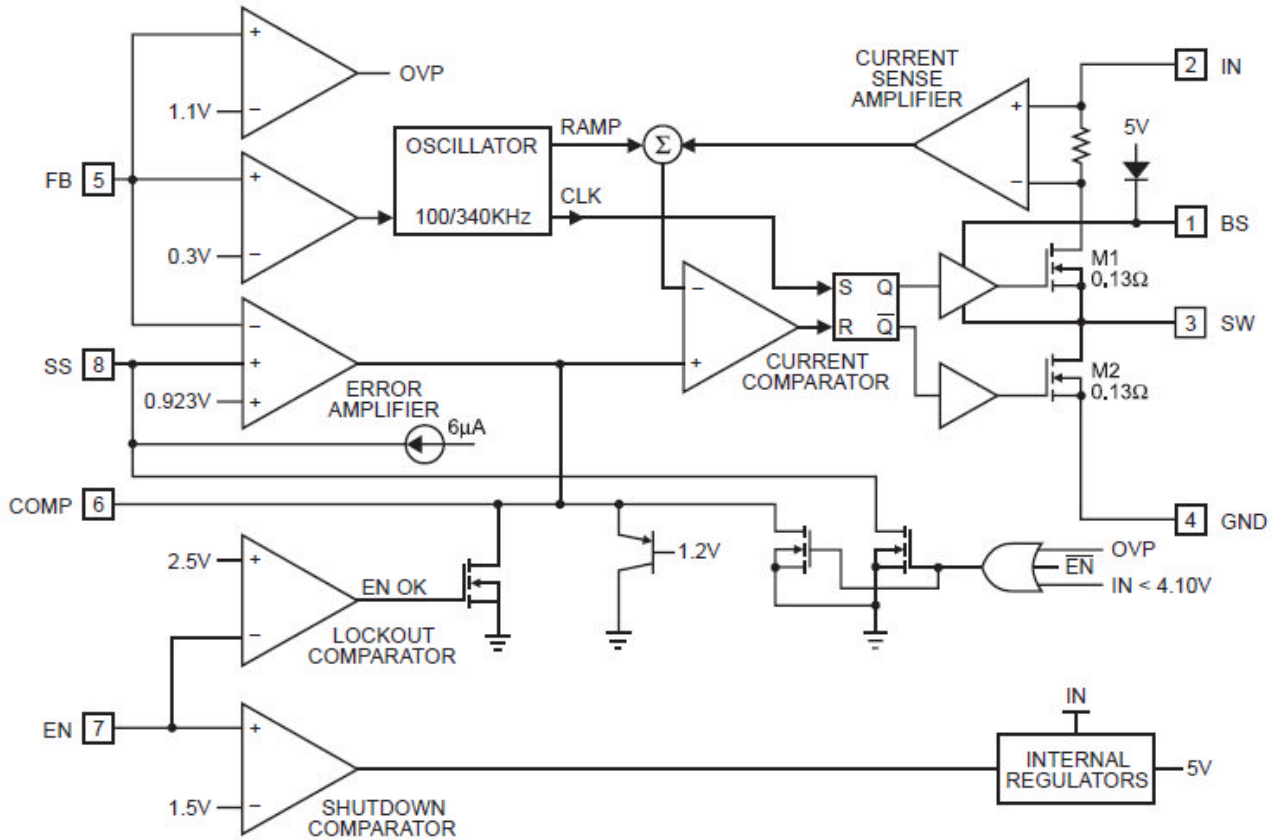 +
OVP
1.1V
−
CURRENT
SENSE
AMPLIFIER
2 IN
+
−
5V
FB 5
+
0.3V
−
OSCILLATOR
100/340KHz
RAMP
CLK
Σ
1 BS
M1
0.13Ω
3 SW
M2
0.13Ω
4 GND
S Q
R Q̅
−
+
CURRENT
COMPARATOR
SS 8
−
+
0.923V
+
ERROR
AMPLIFIER
6µA
COMP 6
2.5V
+
−
EN OK
LOCKOUT
COMPARATOR
1.2V
OVP
E̅N̅
IN < 4.10V
EN 7
+
1.5V
−
SHUTDOWN
COMPARATOR
IN
INTERNAL
REGULATORS
5V